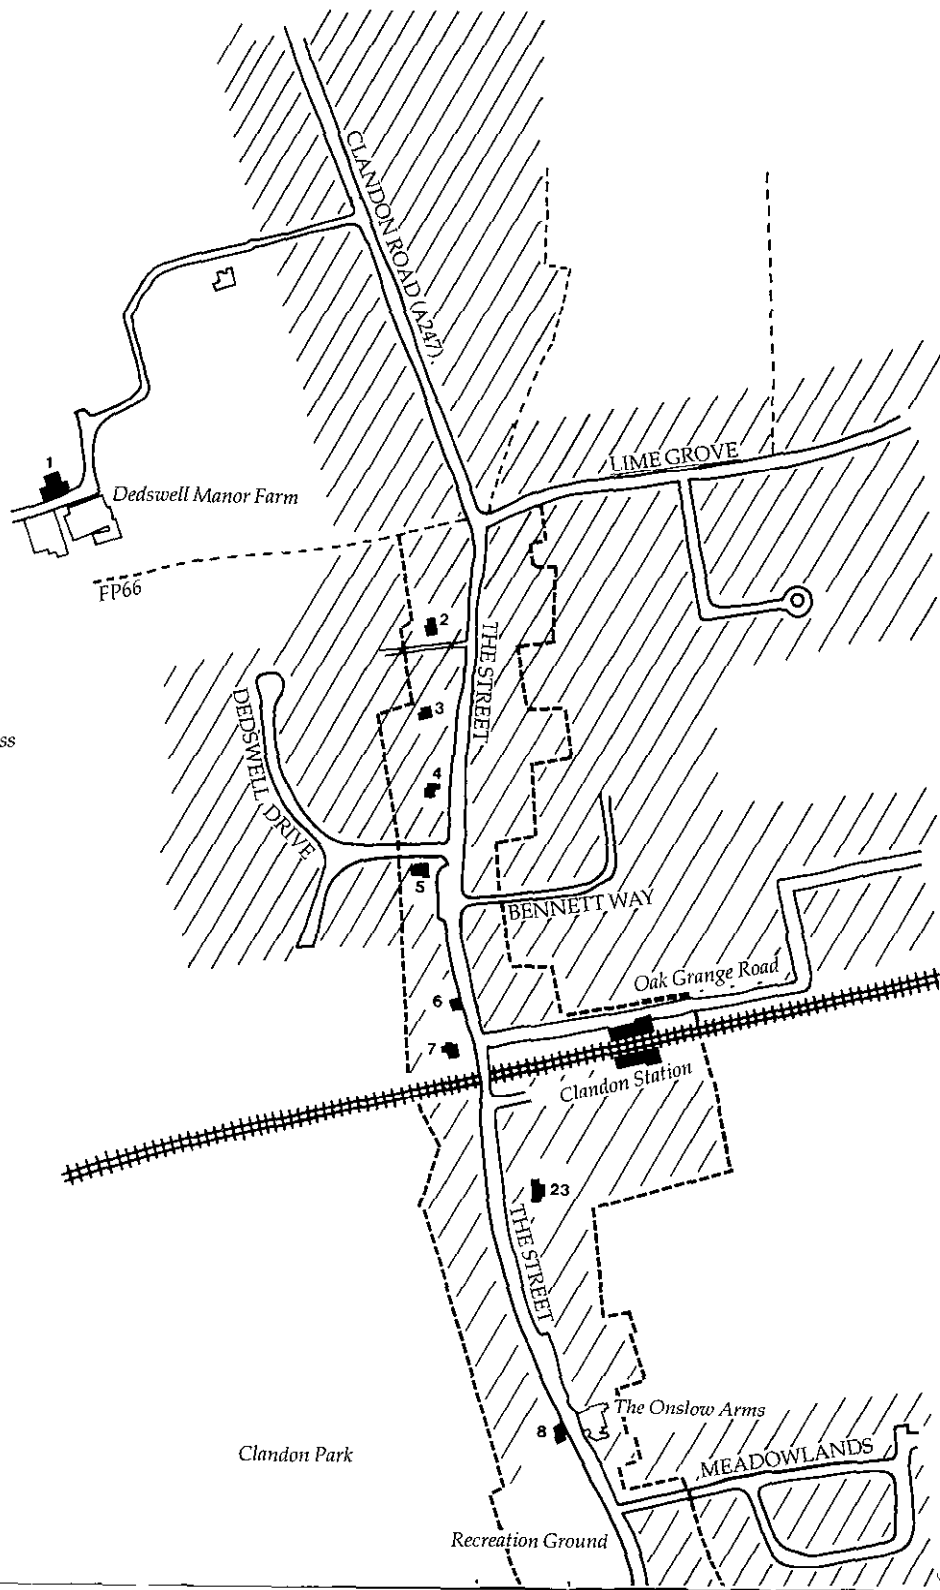 CLANDON ROAD (A247).
LIME GROVE
1
Dedswell Manor Farm
FP66
2
THE STREET
DEDSWELL DRIVE
3
ss
4
5
BENNETT WAY
Oak Grange Road
6
7
Clandon Station
23
THE STREET
The Onslow Arms
8
MEADOWLANDS
Clandon Park
Recreation Ground